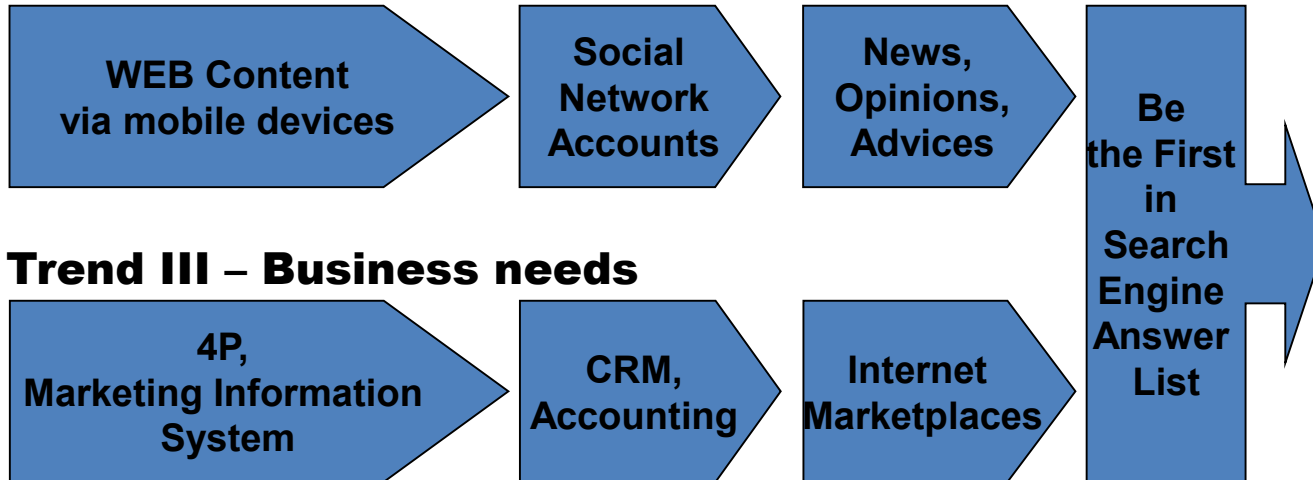 WEB Content
via mobile devices
Social
Network
Accounts
News,
Opinions,
Advices
Be
the First
in
Search
Engine
Answer
List
Trend III – Business needs
4P,
Marketing Information
System
CRM,
Accounting
Internet
Marketplaces